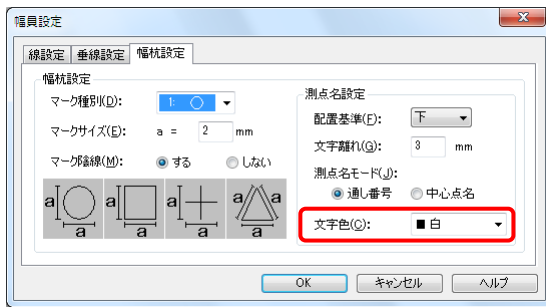 幅員設定
線設定 垂線設定 幅杭設定
幅杭設定
マーク種別(D): 1: ○
マークサイズ(E): a = 2 mm
マーク陰線(M): する しない
a a a a
a a a a
測点名設定
配置基準(F): 下
文字離れ(G): 3 mm
測点名モード(J):
通し番号 中心点名
文字色(C): ■ 白
OK キャンセル ヘルプ